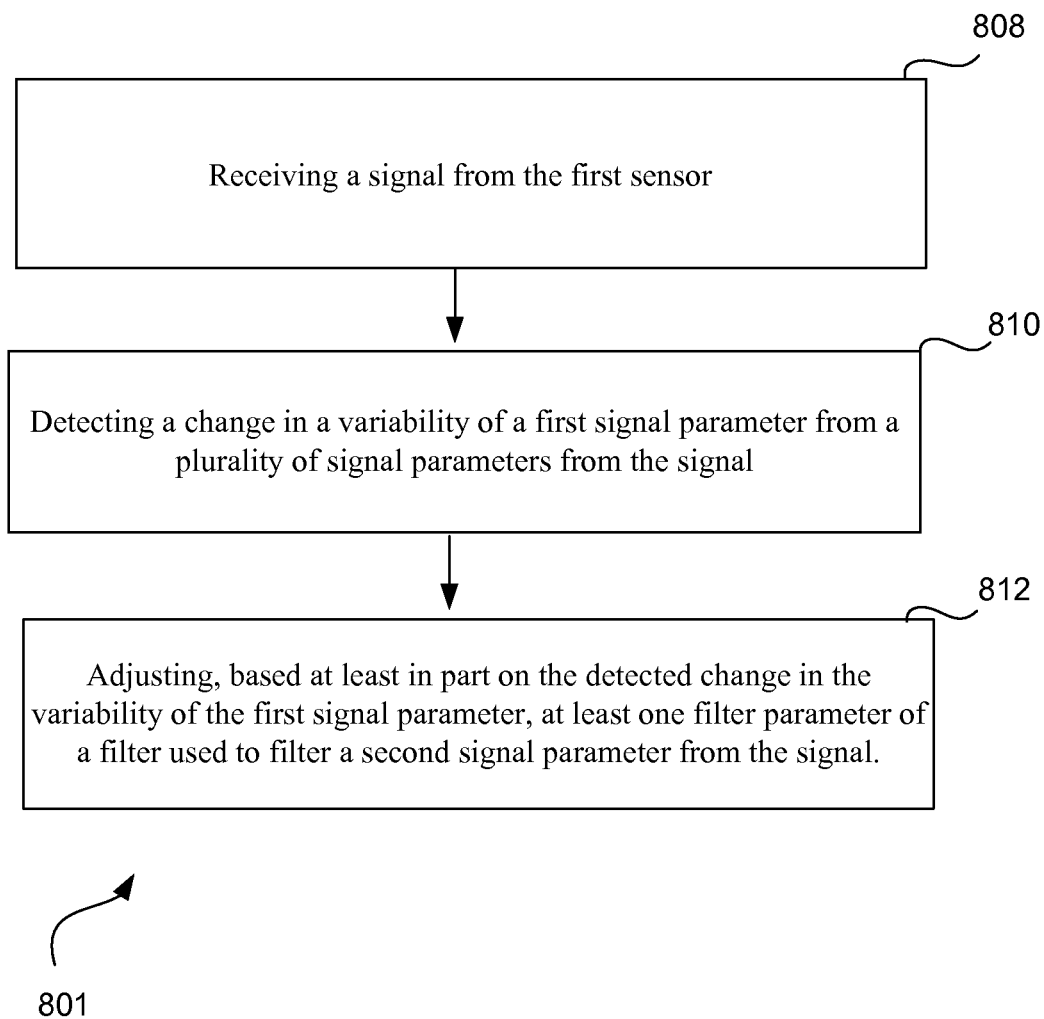 808
Receiving a signal from the first sensor
810
Detecting a change in a variability of a first signal parameter from a
plurality of signal parameters from the signal
812
Adjusting, based at least in part on the detected change in the
variability of the first signal parameter, at least one filter parameter of
a filter used to filter a second signal parameter from the signal.
801